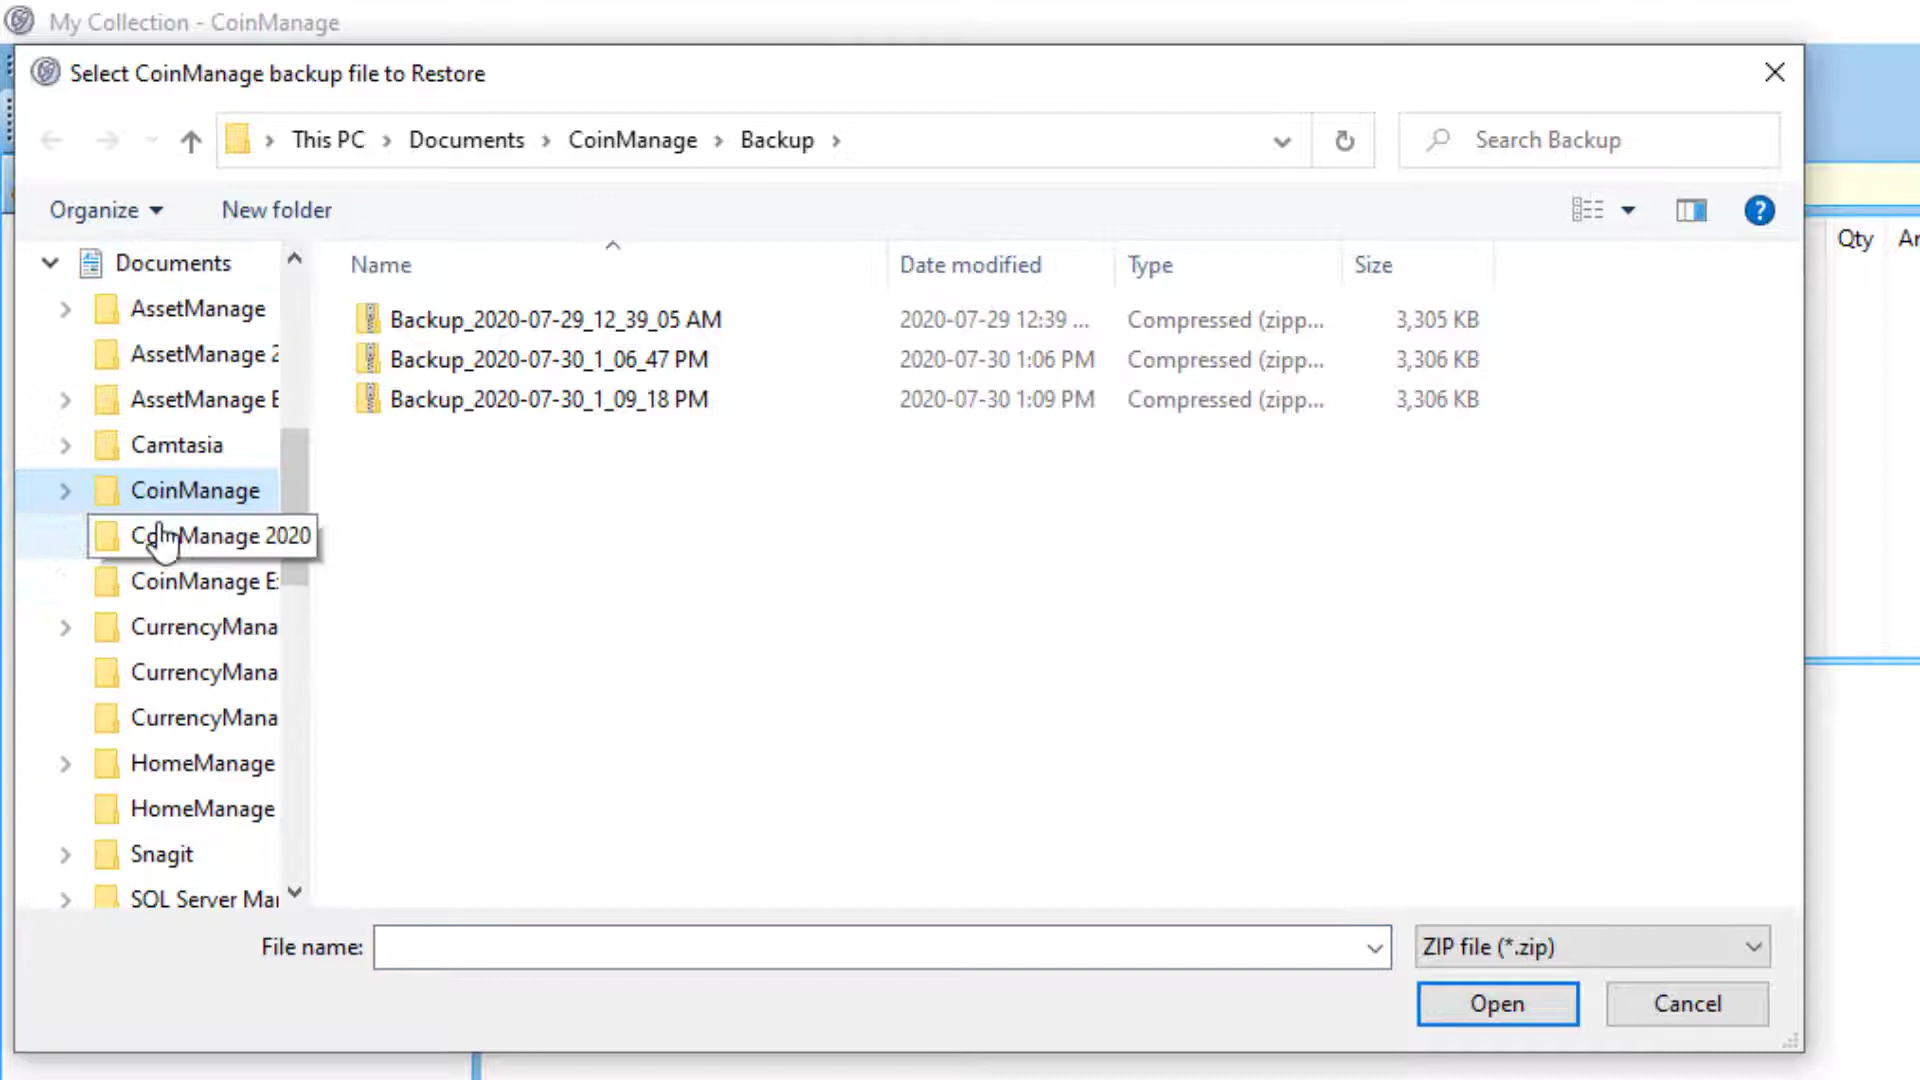 My Collection - CoinManage
Select CoinManage backup file to Restore
This PC > Documents > CoinManage > Backup >
Search Backup
Organize
New folder
?
Qty
Documents
AssetManage
AssetManage 2
AssetManage E
Camtasia
CoinManage
CoinManage 2020
CoinManage E
CurrencyMana
CurrencyMana
CurrencyMana
HomeManage
HomeManage
Snagit
SQL Server Mar
Name Date modified Type Size
Backup_2020-07-29_12_39_05 AM 2020-07-29 12:39 ... Compressed (zipp... 3,305 KB
Backup_2020-07-30_1_06_47 PM 2020-07-30 1:06 PM Compressed (zipp... 3,306 KB
Backup_2020-07-30_1_09_18 PM 2020-07-30 1:09 PM Compressed (zipp... 3,306 KB
File name:
ZIP file (*.zip)
Open
Cancel